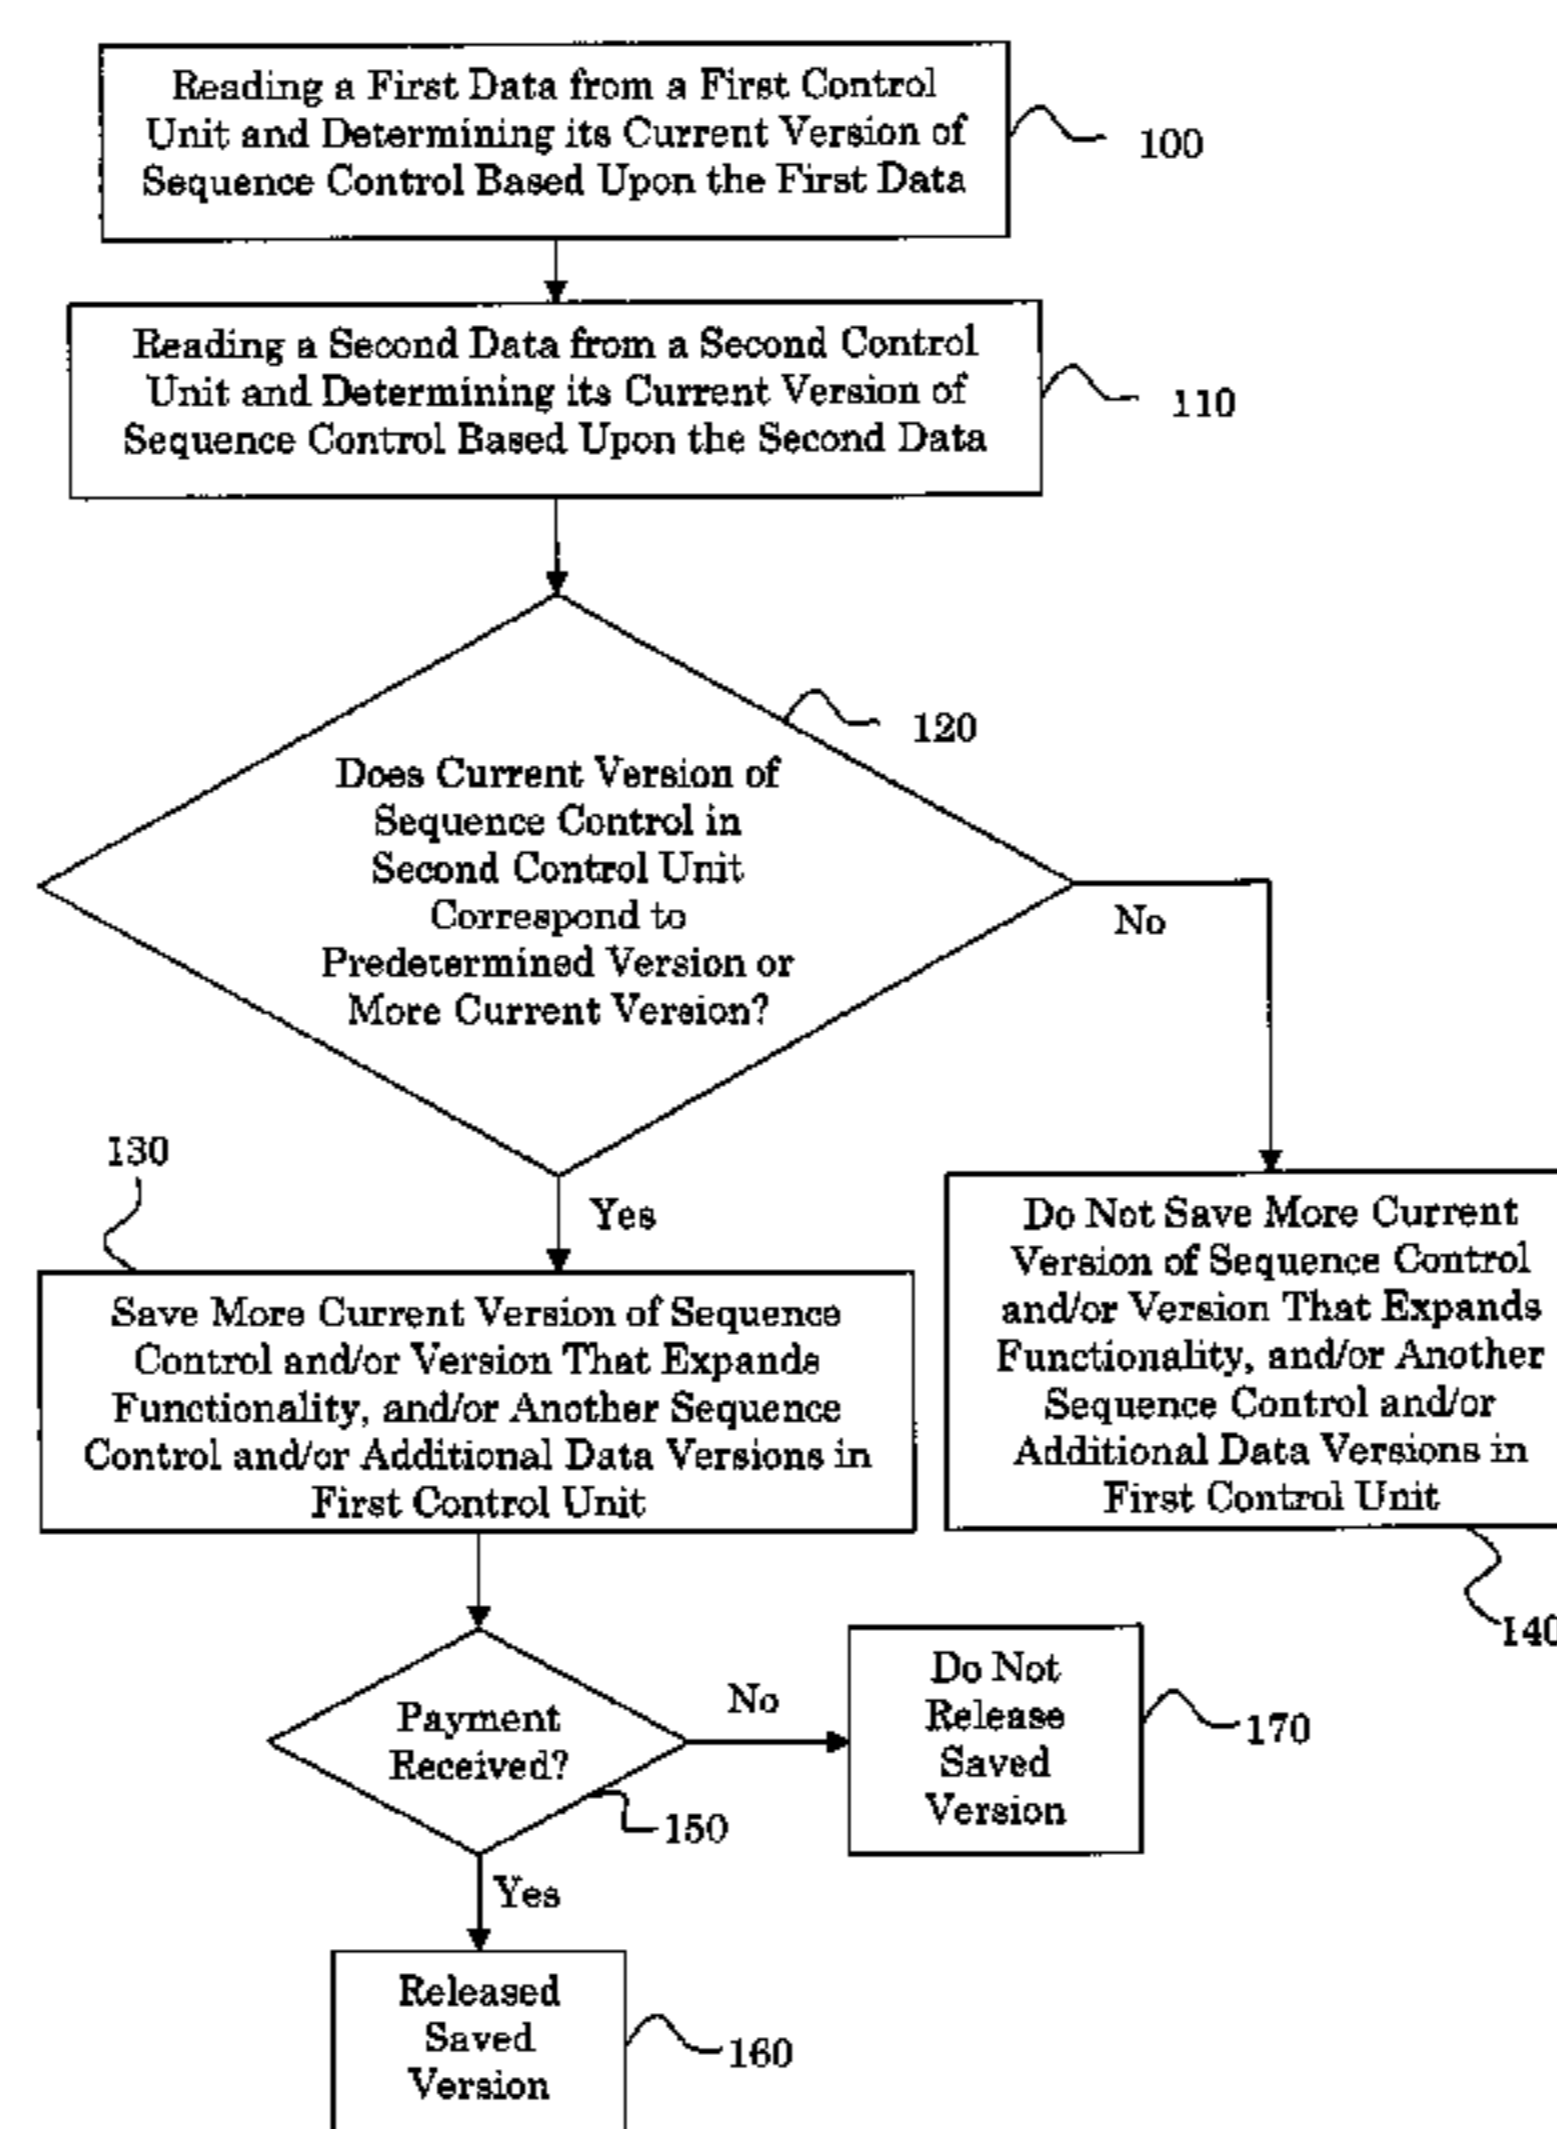 Reading a First Data from a First Control
Unit and Determining its Current Version of
Sequence Control Based Upon the First Data
100
Reading a Second Data from a Second Control
Unit and Determining its Current Version of
Sequence Control Based Upon the Second Data
110
120
Does Current Version of
Sequence Control in
Second Control Unit
Correspond to
Predetermined Version or
More Current Version?
No
Yes
130
Save More Current Version of Sequence
Control and/or Version That Expands
Functionality, and/or Another Sequence
Control and/or Additional Data Versions in
First Control Unit
Do Not Save More Current
Version of Sequence Control
and/or Version That Expands
Functionality, and/or Another
Sequence Control and/or
Additional Data Versions in
First Control Unit
140
Payment
Received?
150
No
Do Not
Release
Saved
Version
170
Yes
Released
Saved
Version
160